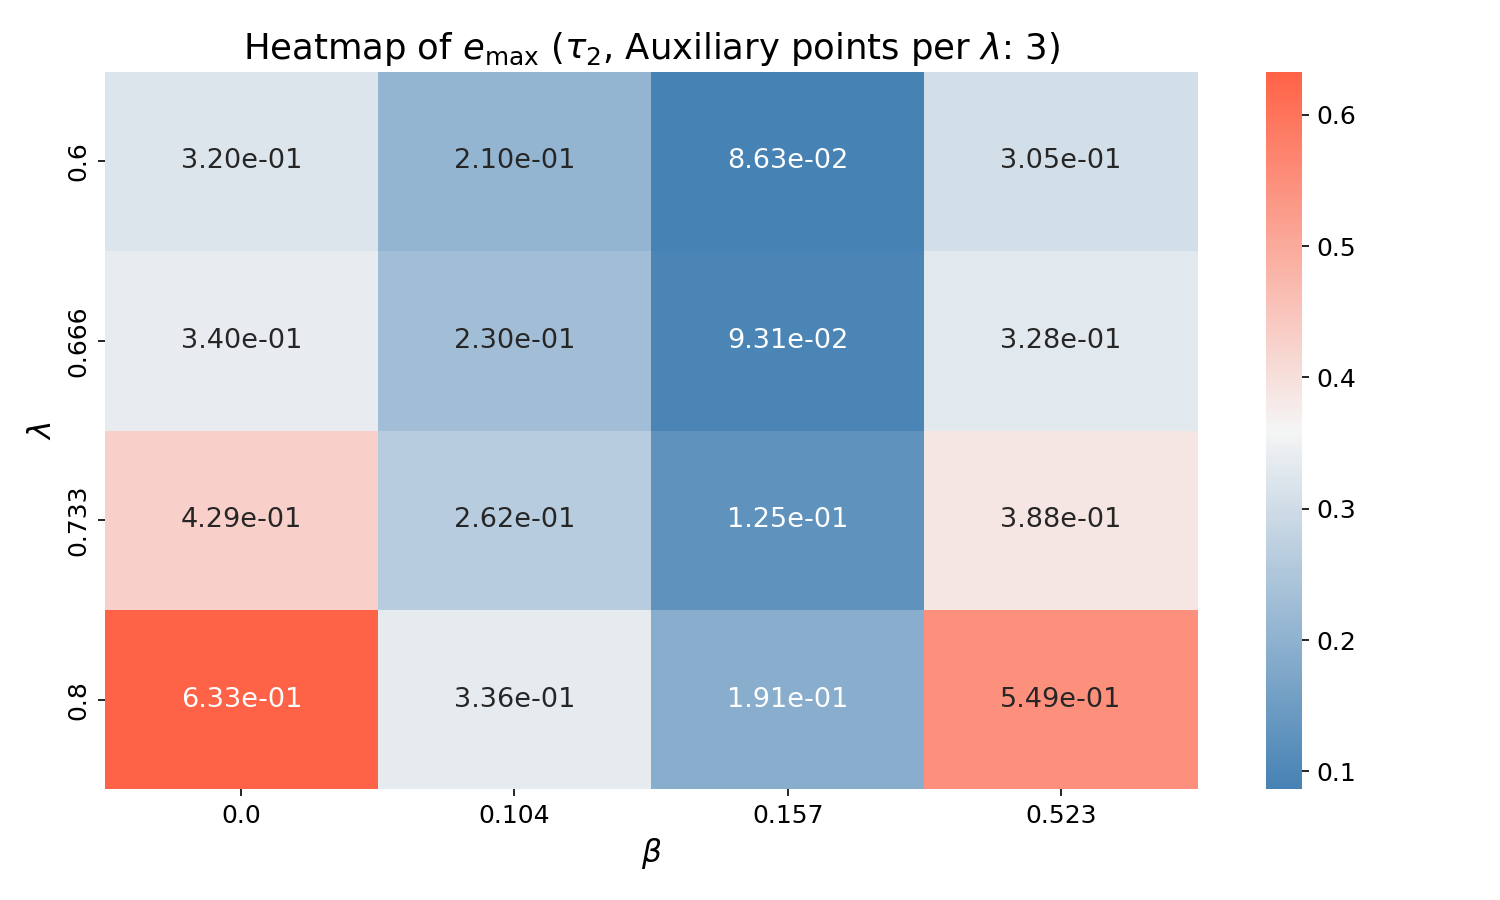 Heatmap of e_max (τ_2, Auxiliary points per λ: 3)
0.6
3.20e-01 2.10e-01 8.63e-02 3.05e-01
0.666
3.40e-01 2.30e-01 9.31e-02 3.28e-01
0.733
4.29e-01 2.62e-01 1.25e-01 3.88e-01
0.8
6.33e-01 3.36e-01 1.91e-01 5.49e-01
λ
0.0 0.104 0.157 0.523
β
0.6
0.5
0.4
0.3
0.2
0.1